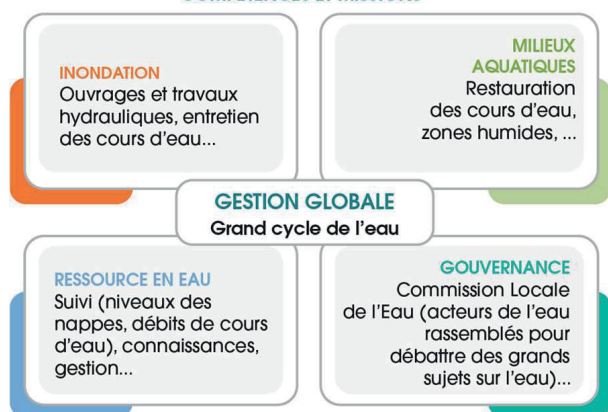 INONDATION
Ouvrages et travaux
hydrauliques, entretien
des cours d'eau...
MILIEUX
AQUATIQUES
Restauration
des cours d'eau,
zones humides, ...
GESTION GLOBALE
Grand cycle de l'eau
RESSOURCE EN EAU
Suivi (niveaux des
nappes, débits de cours
d'eau), connaissances,
gestion...
GOUVERNANCE
Commission Locale
de l'Eau (acteurs de l'eau
rassemblés pour
débattre des grands
sujets sur l'eau)...